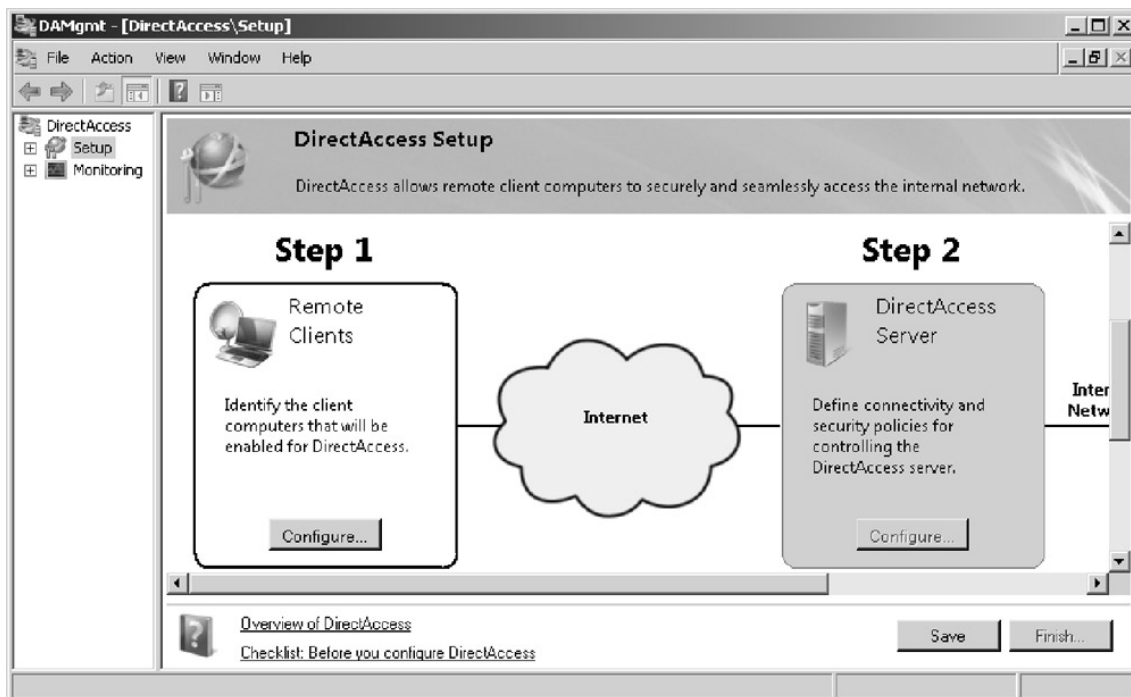 DAMgmt - [DirectAccess\Setup]
File Action View Window Help
DirectAccess
Setup
Monitoring
DirectAccess Setup
DirectAccess allows remote client computers to securely and seamlessly access the internal network.
Step 1
Remote
Clients
Identify the client
computers that will be
enabled for DirectAccess.
Configure...
Internet
Step 2
DirectAccess
Server
Define connectivity and
security policies for
controlling the
DirectAccess server.
Configure...
Inter
Netw
Overview of DirectAccess
Checklist: Before you configure DirectAccess
Save
Finish...